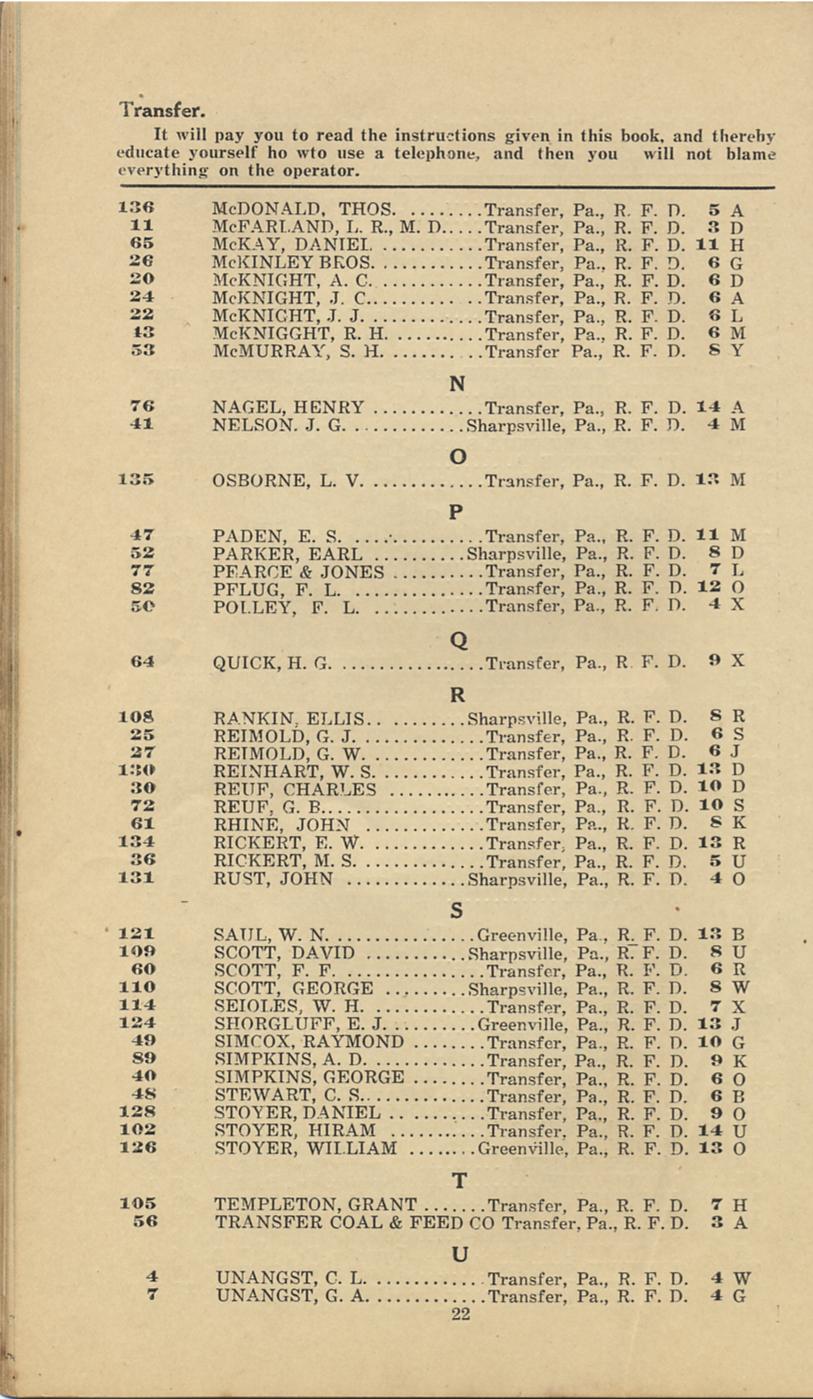 Transfer.
It will pay you to read the instructions given in this book, and thereby
educate yourself ho wto use a telephone, and then you will not blame
everything on the operator.
136 McDONALD, THOS. ........Transfer, Pa., R. F. D. 5 A
11 McFARLAND, L. R., M. D.....Transfer, Pa., R. F. D. 3 D
65 McKAY, DANIEL ............Transfer, Pa., R. F. D. 11 H
26 McKINLEY BROS. ............Transfer, Pa., R. F. D. 6 G
20 McKNIGHT, A. C. ............Transfer, Pa., R. F. D. 6 D
24 McKNIGHT, J. C............. Transfer, Pa., R. F. D. 6 A
22 McKNIGHT, J. J. ............Transfer, Pa., R. F. D. 6 L
43 McKNIGGHT, R. H. ..........Transfer, Pa., R. F. D. 6 M
53 McMURRAY, S. H. ..........Transfer Pa., R. F. D. 8 Y
N
76 NAGEL, HENRY ............Transfer, Pa., R. F. D. 14 A
41 NELSON. J. G. ............Sharpsville, Pa., R. F. D. 4 M
O
135 OSBORNE, L. V. ............Transfer, Pa., R. F. D. 13 M
P
47 PADEN, E. S. ..............Transfer, Pa., R. F. D. 11 M
52 PARKER, EARL ..........Sharpsville, Pa., R. F. D. 8 D
77 PEARCE & JONES ..........Transfer, Pa., R. F. D. 7 L
82 PFLUG, F. L. ..............Transfer, Pa., R. F. D. 12 O
50 POLLEY, F. L. ............Transfer, Pa., R. F. D. 4 X
Q
64 QUICK, H. G. ................Transfer, Pa., R. F. D. 9 X
R
108 RANKIN, ELLIS.. .........Sharpsville, Pa., R. F. D. 8 R
25 REIMOLD, G. J. .............Transfer, Pa., R. F. D. 6 S
27 REIMOLD, G. W. ............Transfer, Pa., R. F. D. 6 J
130 REINHART, W. S. ............Transfer, Pa., R. F. D. 13 D
30 REUF, CHARLES ...........Transfer, Pa., R. F. D. 10 D
72 REUF, G. B..................Transfer, Pa., R. F. D. 10 S
61 RHINE, JOHN .............Transfer, Pa., R. F. D. 8 K
134 RICKERT, E. W. .............Transfer, Pa., R. F. D. 13 R
36 RICKERT, M. S. .............Transfer, Pa., R. F. D. 5 U
131 RUST, JOHN .............Sharpsville, Pa., R. F. D. 4 O
S
121 SAUL, W. N. ................Greenville, Pa., R. F. D. 13 B
109 SCOTT, DAVID ...........Sharpsville, Pa., R. F. D. 8 U
60 SCOTT, F. F. ...............Transfer, Pa., R. F. D. 6 R
110 SCOTT, GEORGE ..........Sharpsville, Pa., R. F. D. 8 W
114 SEIOLES, W. H. ............Transfer, Pa., R. F. D. 7 X
124 SHORGLUFF, E. J. .........Greenville, Pa., R. F. D. 13 J
49 SIMCOX, RAYMOND ........Transfer, Pa., R. F. D. 10 G
89 SIMPKINS, A. D. ............Transfer, Pa., R. F. D. 9 K
40 SIMPKINS, GEORGE ........Transfer, Pa., R. F. D. 6 O
48 STEWART, C. S..............Transfer, Pa., R. F. D. 6 B
128 STOYER, DANIEL .. ........Transfer, Pa., R. F. D. 9 O
102 STOYER, HIRAM ..........Transfer, Pa., R. F. D. 14 U
126 STOYER, WILLIAM ........Greenville, Pa., R. F. D. 13 O
T
105 TEMPLETON, GRANT .......Transfer, Pa., R. F. D. 7 H
56 TRANSFER COAL & FEED CO Transfer, Pa., R. F. D. 3 A
U
4 UNANGST, C. L. ............Transfer, Pa., R. F. D. 4 W
7 UNANGST, G. A. ............Transfer, Pa., R. F. D. 4 G
22